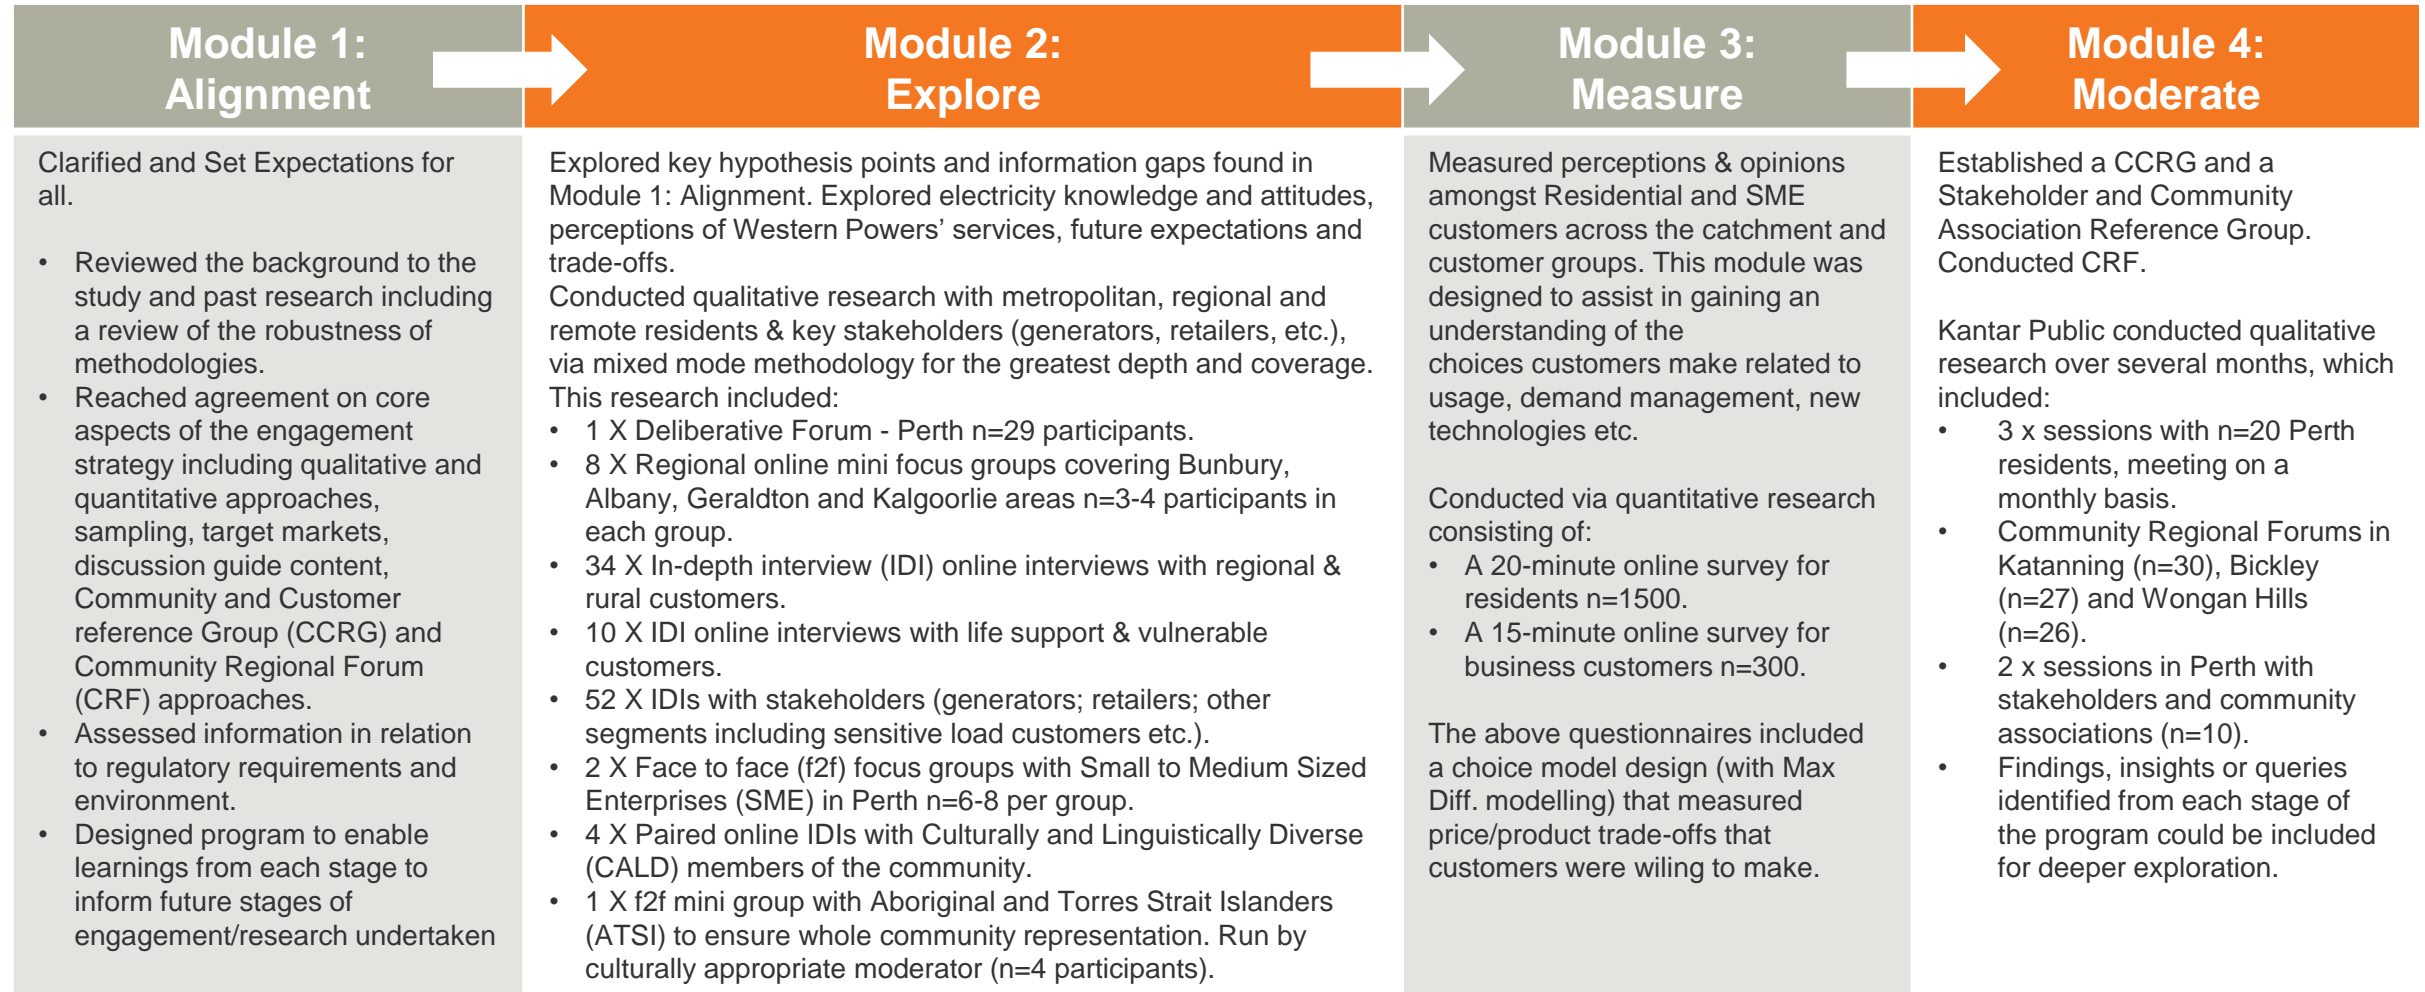 Module 1:
Alignment
Clarified and Set Expectations for
all.
• Reviewed the background to the
study and past research including
a review of the robustness of
methodologies.
• Reached agreement on core
aspects of the engagement
strategy including qualitative and
quantitative approaches,
sampling, target markets,
discussion guide content,
Community and Customer
reference Group (CCRG) and
Community Regional Forum
(CRF) approaches.
• Assessed information in relation
to regulatory requirements and
environment.
• Designed program to enable
learnings from each stage to
inform future stages of
engagement/research undertaken
Module 2:
Explore
Explored key hypothesis points and information gaps found in
Module 1: Alignment. Explored electricity knowledge and attitudes,
perceptions of Western Powers’ services, future expectations and
trade-offs.
Conducted qualitative research with metropolitan, regional and
remote residents & key stakeholders (generators, retailers, etc.),
via mixed mode methodology for the greatest depth and coverage.
This research included:
• 1 X Deliberative Forum - Perth n=29 participants.
• 8 X Regional online mini focus groups covering Bunbury,
Albany, Geraldton and Kalgoorlie areas n=3-4 participants in
each group.
• 34 X In-depth interview (IDI) online interviews with regional &
rural customers.
• 10 X IDI online interviews with life support & vulnerable
customers.
• 52 X IDIs with stakeholders (generators; retailers; other
segments including sensitive load customers etc.).
• 2 X Face to face (f2f) focus groups with Small to Medium Sized
Enterprises (SME) in Perth n=6-8 per group.
• 4 X Paired online IDIs with Culturally and Linguistically Diverse
(CALD) members of the community.
• 1 X f2f mini group with Aboriginal and Torres Strait Islanders
(ATSI) to ensure whole community representation. Run by
culturally appropriate moderator (n=4 participants).
Module 3:
Measure
Measured perceptions & opinions
amongst Residential and SME
customers across the catchment and
customer groups. This module was
designed to assist in gaining an
understanding of the
choices customers make related to
usage, demand management, new
technologies etc.
Conducted via quantitative research
consisting of:
• A 20-minute online survey for
residents n=1500.
• A 15-minute online survey for
business customers n=300.
The above questionnaires included
a choice model design (with Max
Diff. modelling) that measured
price/product trade-offs that
customers were wiling to make.
Module 4:
Moderate
Established a CCRG and a
Stakeholder and Community
Association Reference Group.
Conducted CRF.
Kantar Public conducted qualitative
research over several months, which
included:
• 3 x sessions with n=20 Perth
residents, meeting on a
monthly basis.
• Community Regional Forums in
Katanning (n=30), Bickley
(n=27) and Wongan Hills
(n=26).
• 2 x sessions in Perth with
stakeholders and community
associations (n=10).
• Findings, insights or queries
identified from each stage of
the program could be included
for deeper exploration.